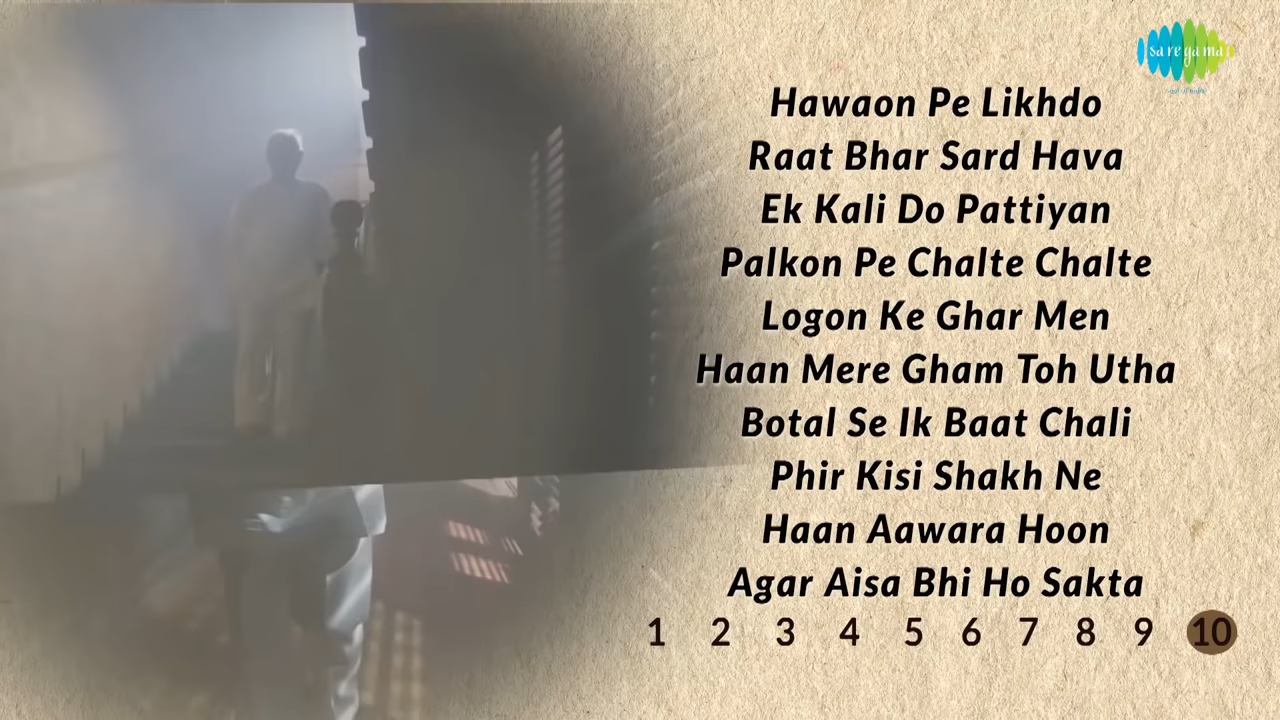 sa re ga ma
Hawaon Pe Likhdo
Raat Bhar Sard Hava
Ek Kali Do Pattiyan
Palkon Pe Chalte Chalte
Logon Ke Ghar Men
Haan Mere Gham Toh Utha
Botal Se Ik Baat Chali
Phir Kisi Shakh Ne
Haan Aawara Hoon
Agar Aisa Bhi Ho Sakta
1 2 3 4 5 6 7 8 9 10